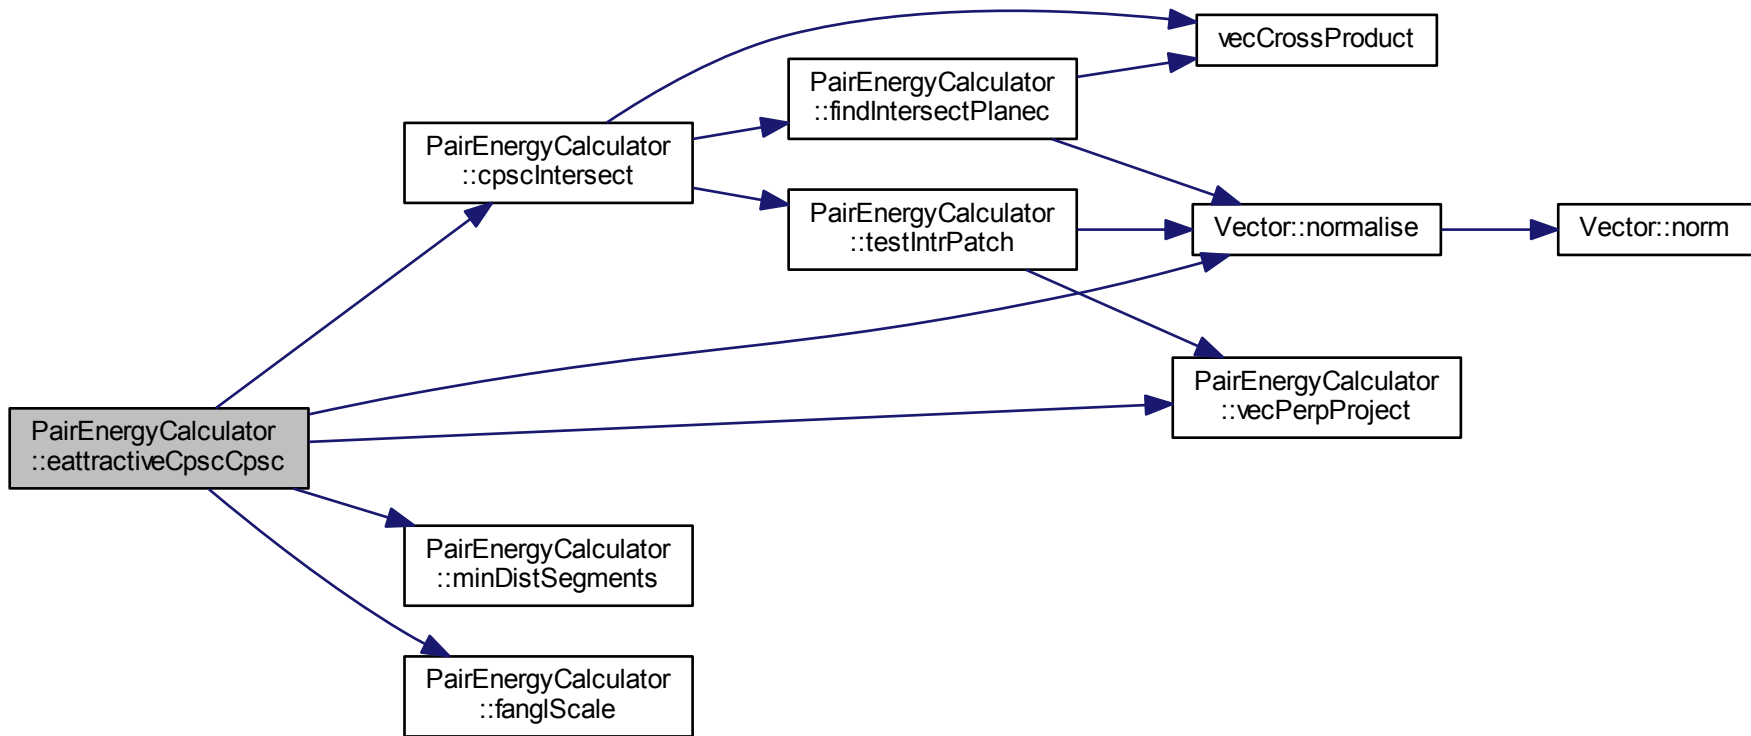 PairEnergyCalculator
::eattractiveCpscCpsc
PairEnergyCalculator
::cpscIntersect
PairEnergyCalculator
::minDistSegments
PairEnergyCalculator
::fanglScale
PairEnergyCalculator
::findIntersectPlanec
PairEnergyCalculator
::testIntrPatch
vecCrossProduct
Vector::normalise
PairEnergyCalculator
::vecPerpProject
Vector::norm